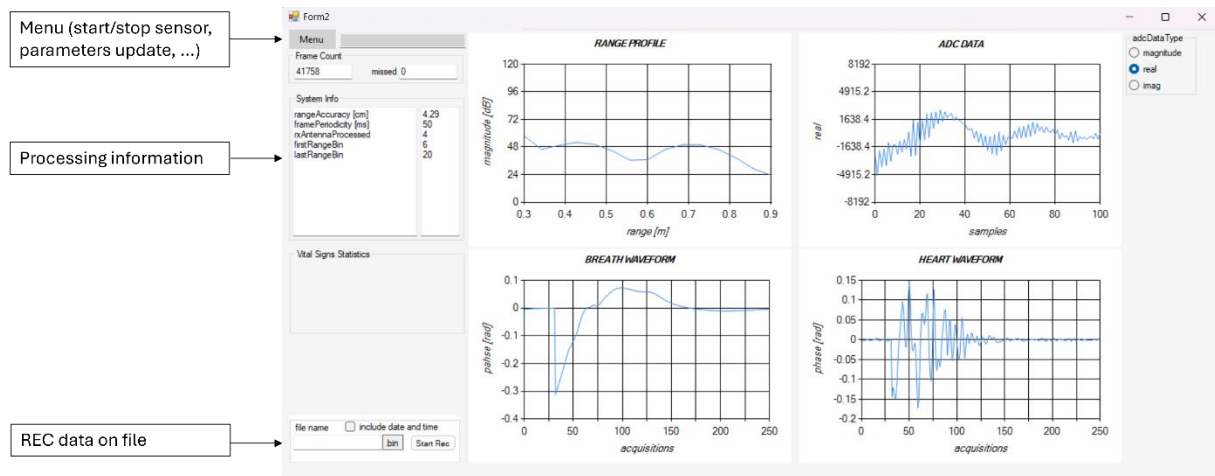 Menu (start/stop sensor,
parameters update, ...)
Processing information
REC data on file
Form2
Menu
Frame Count
41758 missed 0
System Info
rangeAccuracy [cm] 4.29
framePeriodicity [ms] 50
rxAntennaProcessed 4
firstRangeBin 6
lastRangeBin 20
Vital Signs Statistics
file name include date and time
.bin Start Rec
RANGE PROFILE
magnitude [dB]
120
96
72
48
24
0
0.3 0.4 0.5 0.6 0.7 0.8 0.9
range [m]
ADC DATA
real
8192
4915.2
1638.4
-1638.4
-4915.2
-8192
0 20 40 60 80 100
samples
adcDataType
magnitude
real
imag
BREATH WAVEFORM
pahse [rad]
0.1
0
-0.1
-0.2
-0.3
-0.4
0 50 100 150 200 250
acquisitions
HEART WAVEFORM
phase [rad]
0.15
0.1
0.05
0
-0.05
-0.1
-0.15
-0.2
0 50 100 150 200 250
acquisitions